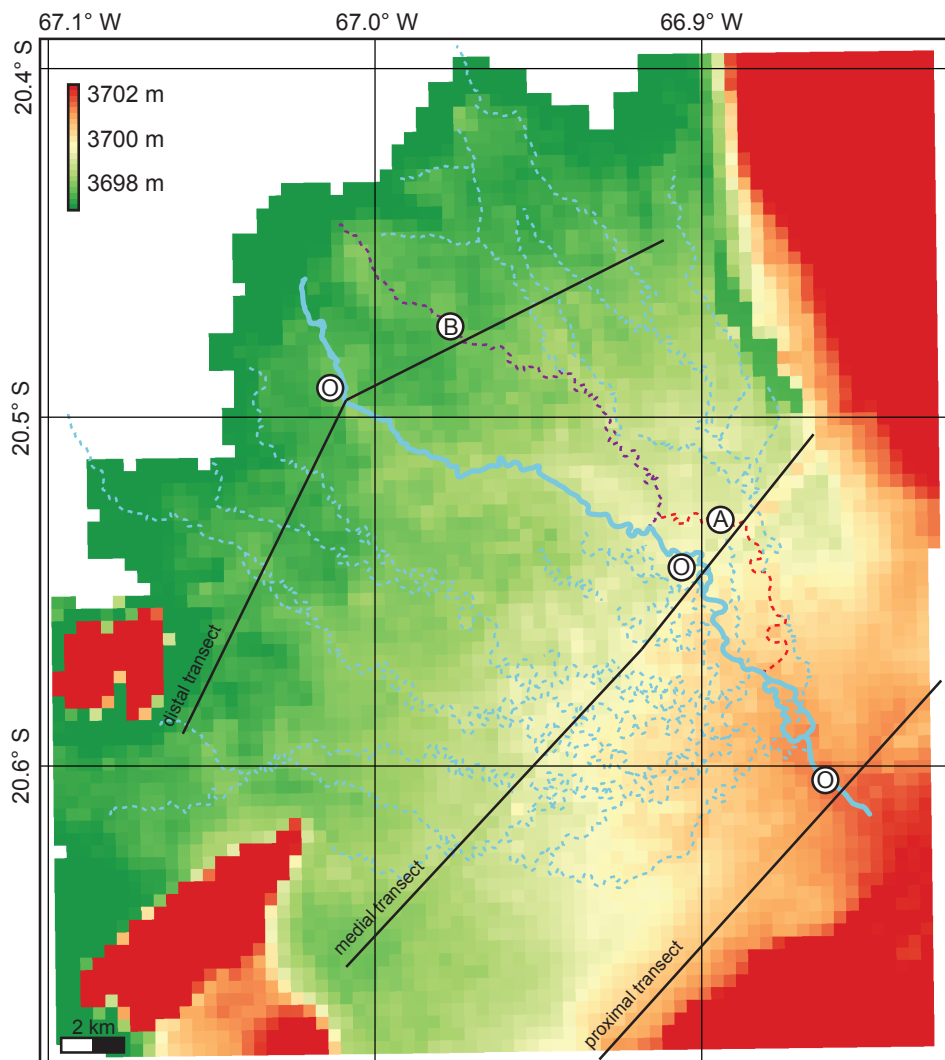 67.1° W 67.0° W 66.9° W
20.4° S
3702 m
3700 m
3698 m
B
O
20.5° S
A
O
distal transect
20.6° S
O
medial transect
proximal transect
2 km